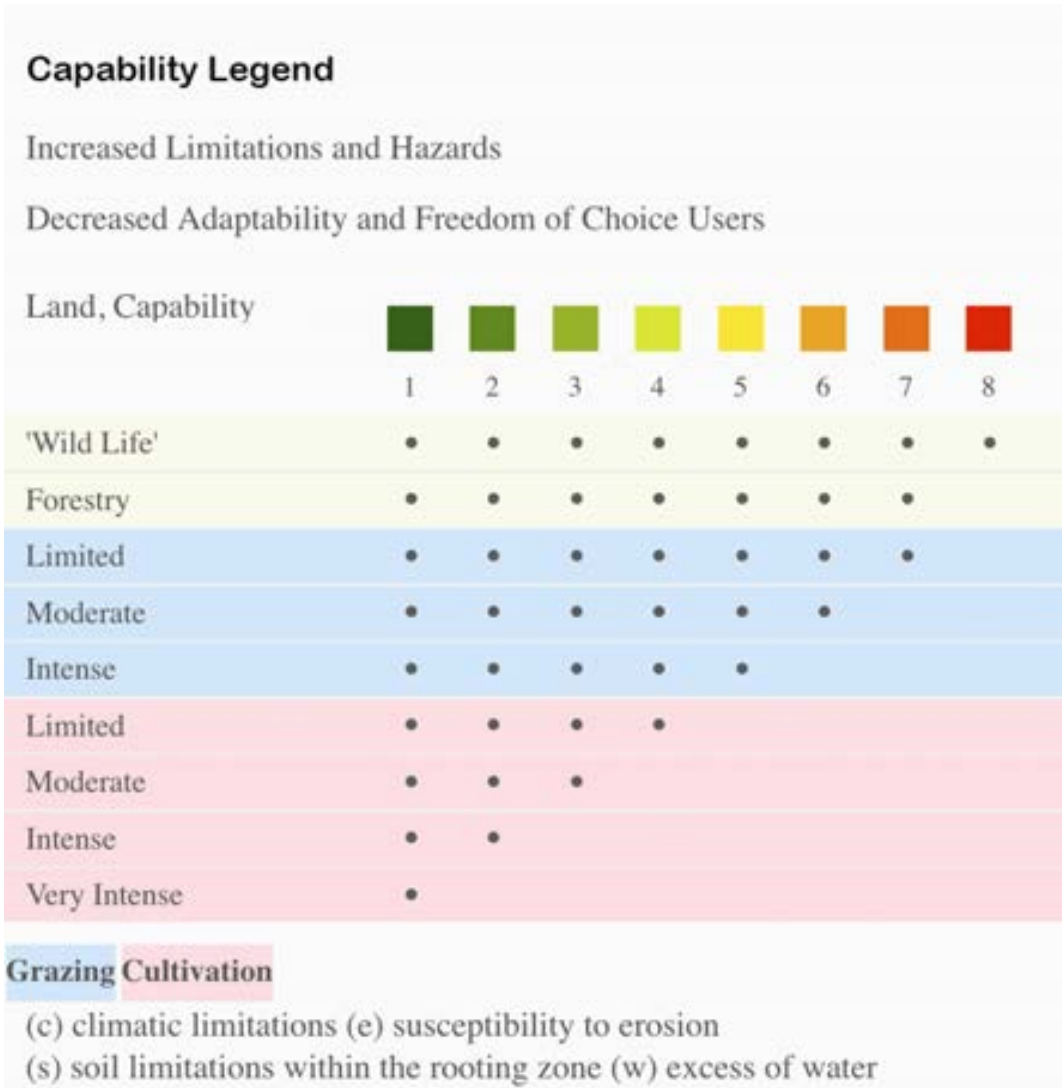 Capability Legend
Increased Limitations and Hazards
Decreased Adaptability and Freedom of Choice Users
Land, Capability
1 2 3 4 5 6 7 8
'Wild Life'
Forestry
Limited
Moderate
Intense
Limited
Moderate
Intense
Very Intense
Grazing Cultivation
(c) climatic limitations (e) susceptibility to erosion
(s) soil limitations within the rooting zone (w) excess of water